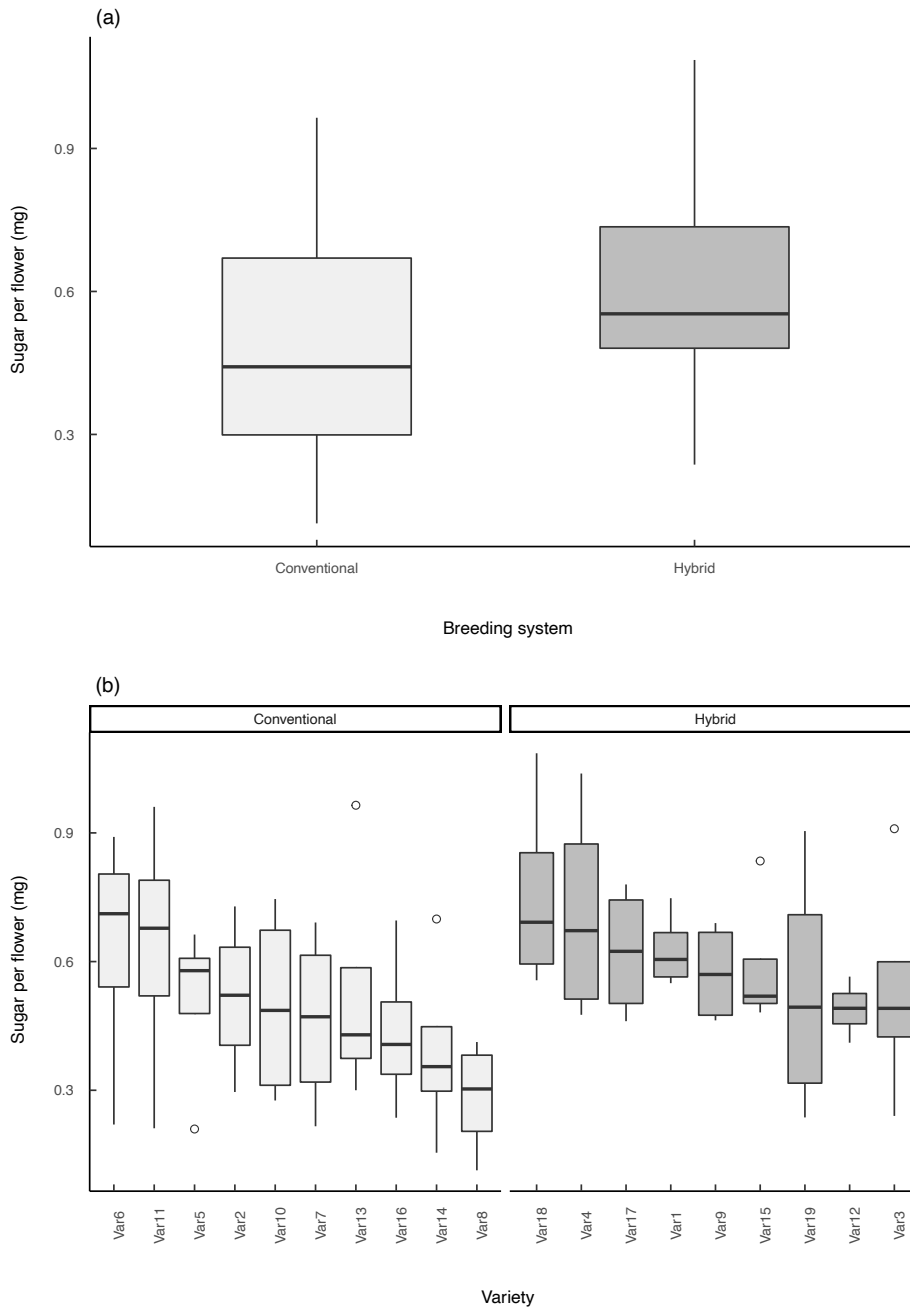 (a)
Sugar per flower (mg)
0.9
0.6
0.3
Conventional
Hybrid
Breeding system
(b)
Conventional
Hybrid
Sugar per flower (mg)
0.9
0.6
0.3
Var6
Var11
Var5
Var2
Var10
Var7
Var13
Var16
Var14
Var8
Var18
Var4
Var17
Var1
Var9
Var15
Var19
Var12
Var3
Variety